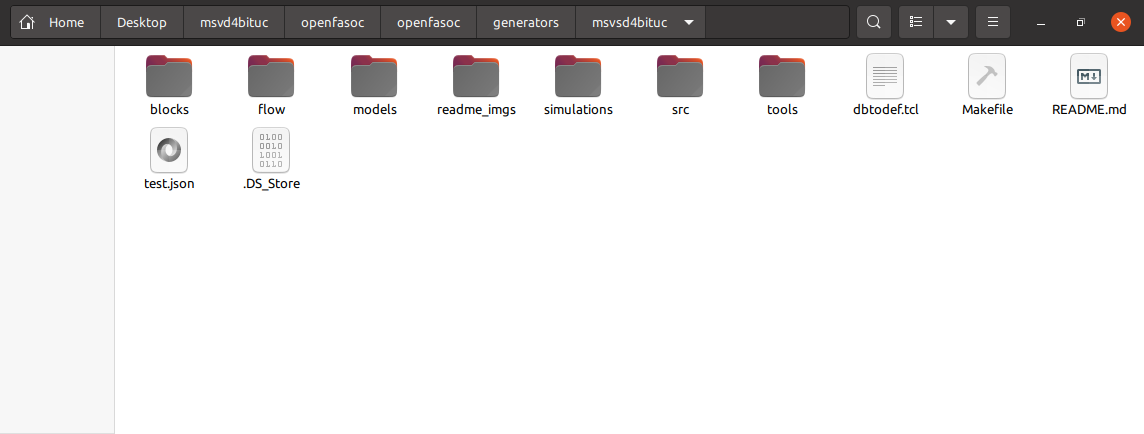 Home Desktop msvd4bituc openfasoc openfasoc generators msvsd4bituc
blocks flow models readme_imgs simulations src tools dbtodef.tcl Makefile README.md
test.json .DS_Store